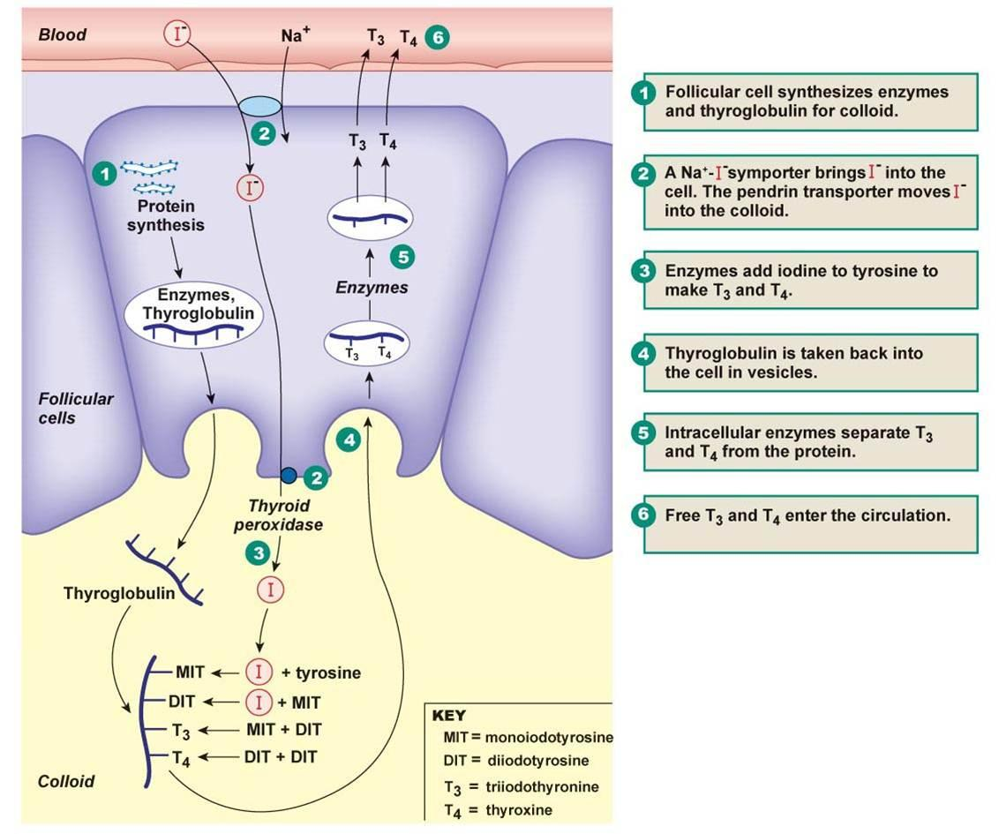 Blood
I-
Na+
T3 T4 6
2
T3 T4
1
I-
Protein
synthesis
5
Enzymes
Enzymes,
Thyroglobulin
T3 T4
Follicular
cells
4
2
Thyroid
peroxidase
3
I
Thyroglobulin
MIT I + tyrosine
DIT I + MIT
T3 MIT + DIT
T4 DIT + DIT
Colloid
KEY
MIT = monoiodotyrosine
DIT = diiodotyrosine
T3 = triiodothyronine
T4 = thyroxine
1 Follicular cell synthesizes enzymes
and thyroglobulin for colloid.
2 A Na+-I- symporter brings I- into the
cell. The pendrin transporter moves I-
into the colloid.
3 Enzymes add iodine to tyrosine to
make T3 and T4.
4 Thyroglobulin is taken back into
the cell in vesicles.
5 Intracellular enzymes separate T3
and T4 from the protein.
6 Free T3 and T4 enter the circulation.